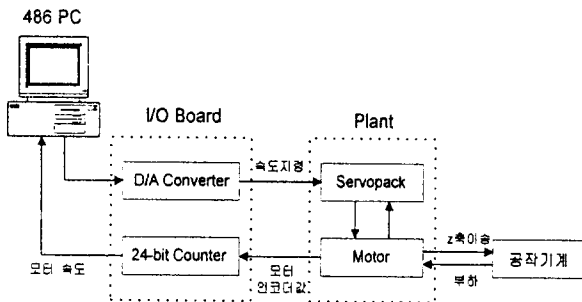 486 PC
I/O Board
Plant
D/A Converter
속도지령
Servopack
24-bit Counter
모터 속도
모터
엔코더값
Motor
z축이송
부하
공작기계